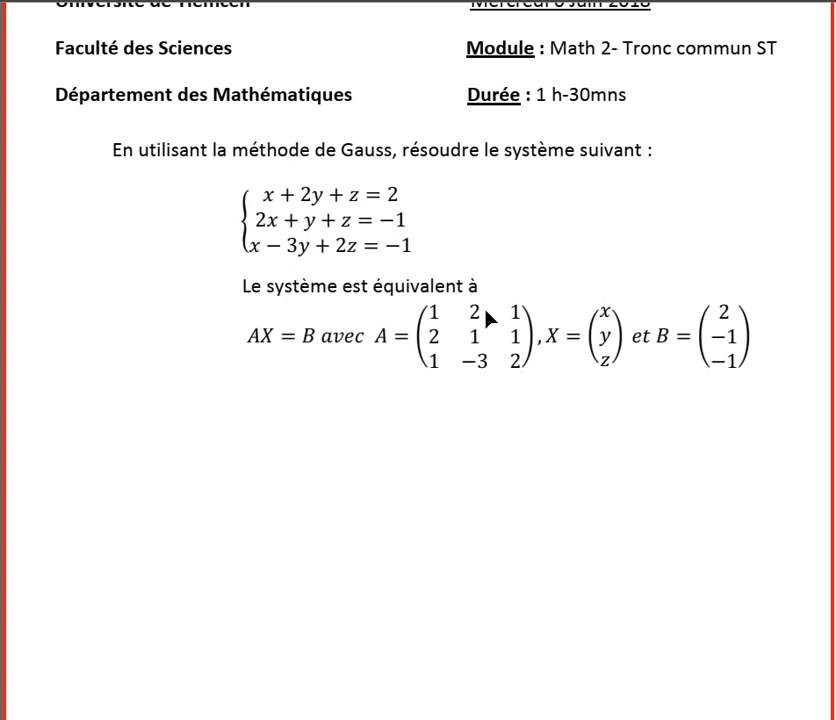 Faculté des Sciences
Module : Math 2- Tronc commun ST
Département des Mathématiques
Durée : 1 h-30mns
En utilisant la méthode de Gauss, résoudre le système suivant :
x + 2y + z = 2
2x + y + z = −1
x − 3y + 2z = −1
Le système est équivalent à
AX = B avec A = (1 2 1; 2 1 1; 1 −3 2), X = (x; y; z) et B = (2; −1; −1)